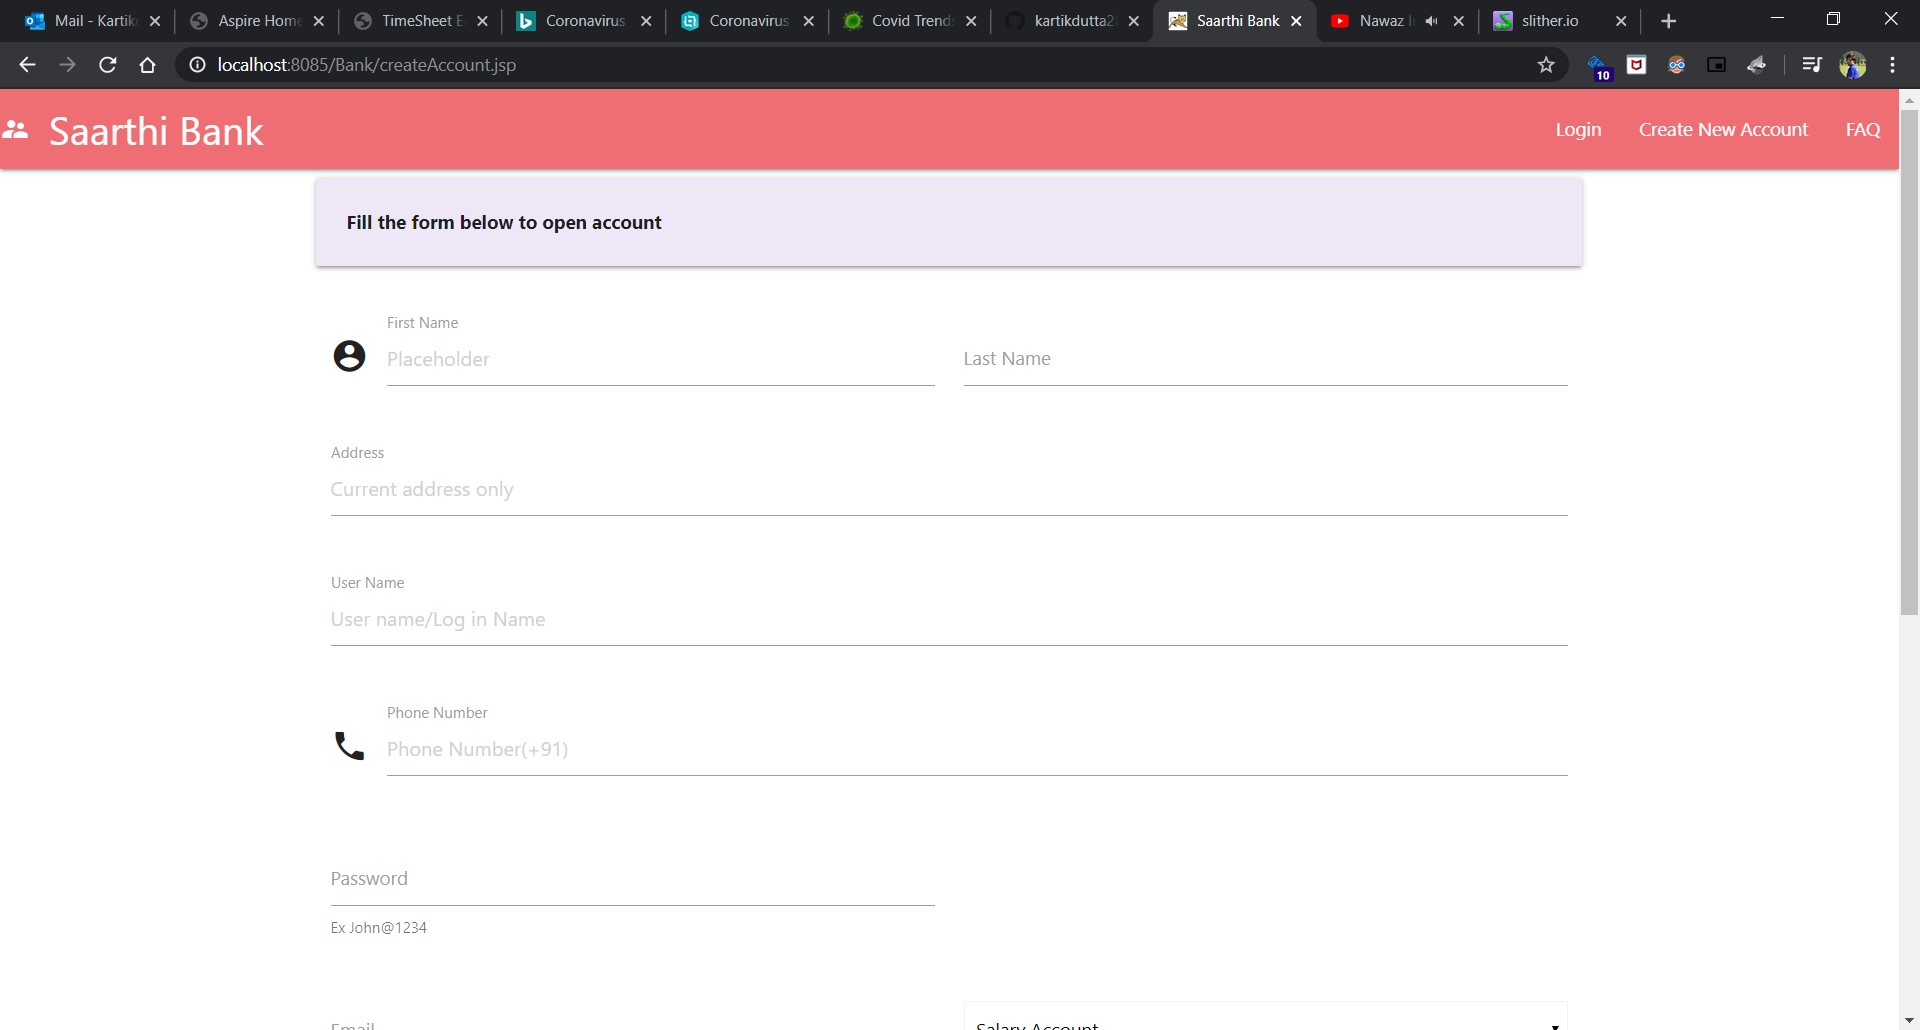 Mail - Kartik
Aspire Home
TimeSheet E
Coronavirus
Coronavirus
Covid Trends
kartikdutta2
Saarthi Bank
Nawaz
slither.io
localhost:8085/Bank/createAccount.jsp
10
Saarthi Bank
Login
Create New Account
FAQ
Fill the form below to open account
First Name
Placeholder
Last Name
Address
Current address only
User Name
User name/Log in Name
Phone Number
Phone Number(+91)
Password
Ex John@1234
Email
Salary Account